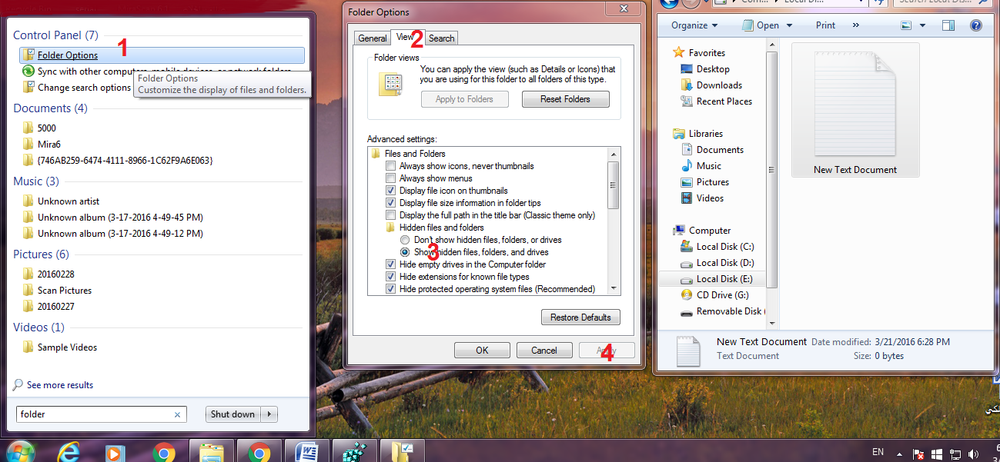 Control Panel (7)
1
Folder Options
Sync with other computers, mobile devices, or network folders
Folder Options
Customize the display of files and folders.
Change search options
Documents (4)
5000
Mira6
{746AB259-6474-4111-8966-1C62F9A6E063}
Music (3)
Unknown artist
Unknown album (3-17-2016 4-49-45 PM)
Unknown album (3-17-2016 4-49-12 PM)
Pictures (6)
20160228
Scan Pictures
20160227
Videos (1)
Sample Videos
See more results
folder
Shut down
Folder Options
General
View
2
Search
Folder views
You can apply the view (such as Details or Icons) that
you are using for this folder to all folders of this type.
Apply to Folders
Reset Folders
Advanced settings:
Files and Folders
Always show icons, never thumbnails
Always show menus
Display file icon on thumbnails
Display file size information in folder tips
Display the full path in the title bar (Classic theme only)
Hidden files and folders
Don't show hidden files, folders, or drives
Show hidden files, folders, and drives
3
Hide empty drives in the Computer folder
Hide extensions for known file types
Hide protected operating system files (Recommended)
Restore Defaults
OK
Cancel
Apply
4
Organize
Open
Print
»
Favorites
Desktop
Downloads
Recent Places
Libraries
Documents
Music
Pictures
Videos
Computer
Local Disk (C:)
Local Disk (D:)
Local Disk (E:)
CD Drive (G:)
Removable Disk
New Text Document
New Text Document Date modified: 3/21/2016 6:28 PM
Text Document Size: 0 bytes
EN